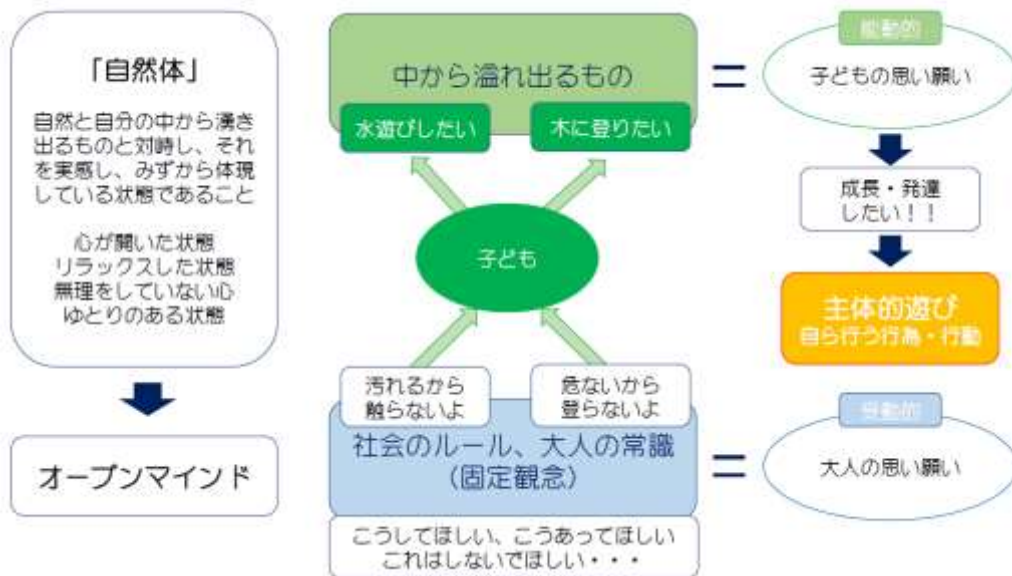 「自然体」
自然と自分の中から湧き
出るものと対峙し、それ
を実感し、みずから体現
している状態であること
心が開いた状態
リラックスした状態
無理をしていない心
ゆとりのある状態
オープンマインド
中から溢れ出るもの
水遊びしたい
木に登りたい
子ども
汚れるから
触らないよ
危ないから
登らないよ
社会のルール、大人の常識
（固定観念）
こうしてほしい、こうあってほしい
これはしないでほしい・・・
＝
＝
能動的
子どもの思い願い
成長・発達
したい！！
主体的遊び
自ら行う行為・行動
受動的
大人の思い願い